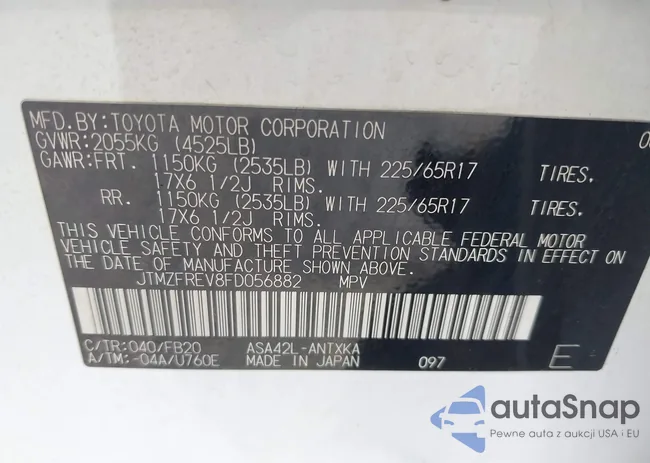 MFD.BY:TOYOTA MOTOR CORPORATION
GVWR:2055KG (4525LB)
GAWR:FRT. 1150KG (2535LB) WITH 225/65R17 TIRES.
17X6 1/2J RIMS.
RR. 1150KG (2535LB) WITH 225/65R17 TIRES.
17X6 1/2J RIMS.
THIS VEHICLE CONFORMS TO ALL APPLICABLE FEDERAL MOTOR
VEHICLE SAFETY AND THEFT PREVENTION STANDARDS IN EFFECT ON
THE DATE OF MANUFACTURE SHOWN ABOVE.
JTMZFREV8FD056882 MPV
C/TR:040/FB20 ASA42L-ANTXKA
A/TM:-04A/U760E MADE IN JAPAN 097 E
autaSnap
Pewne auta z aukcji USA i EU